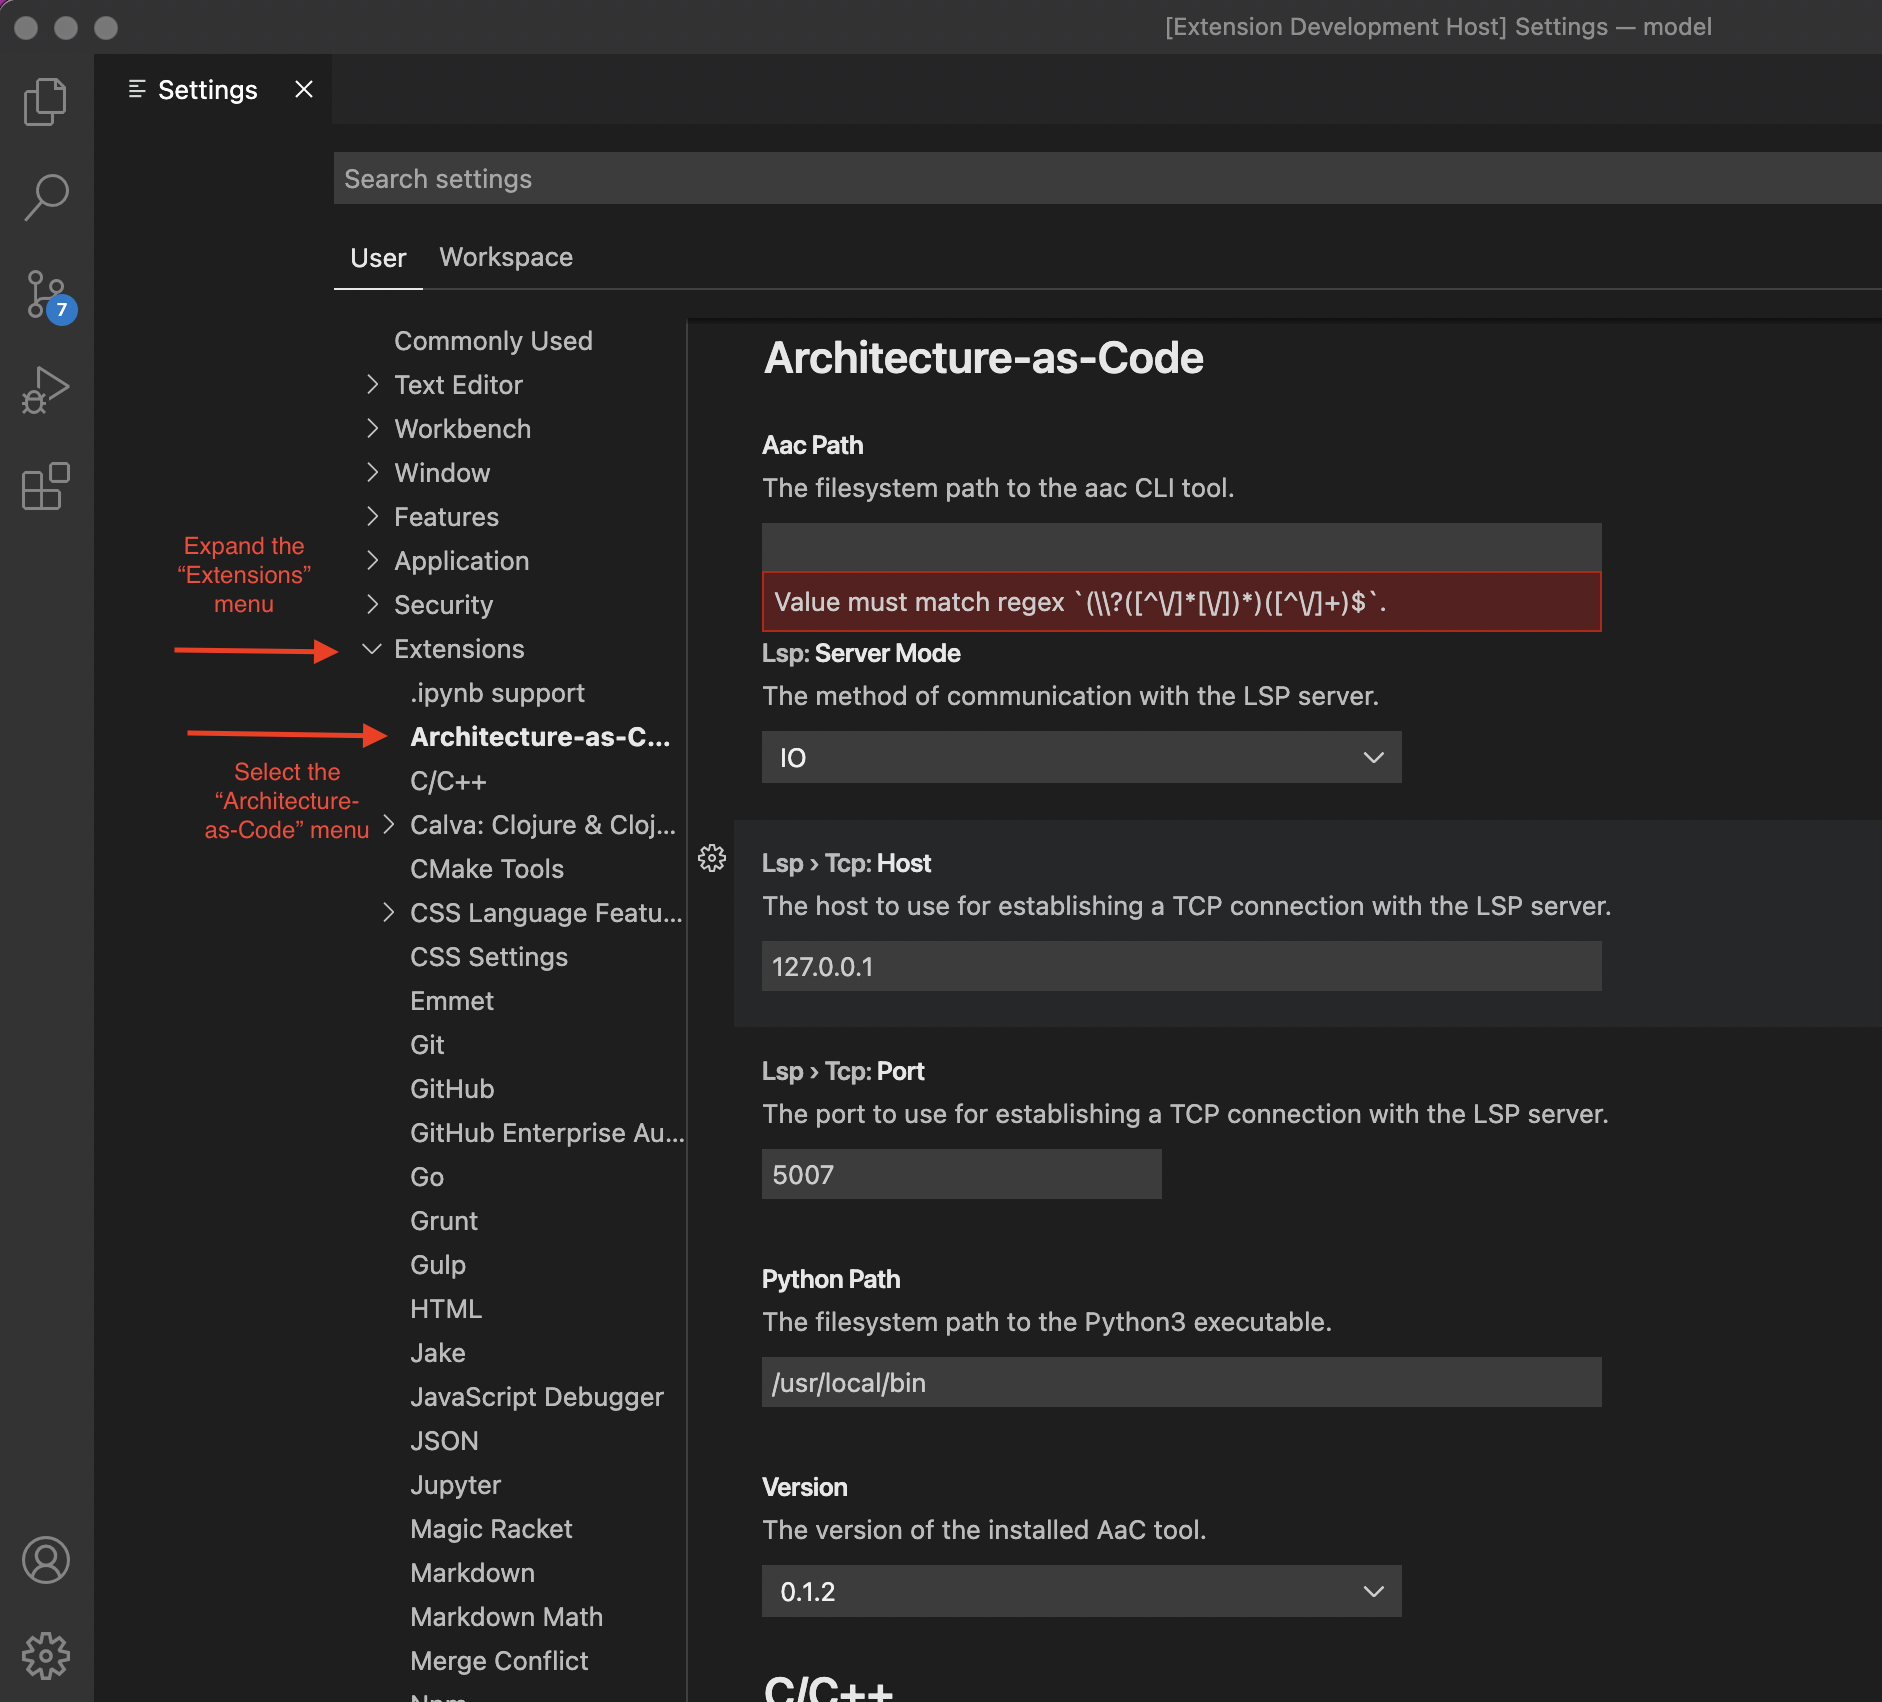 [Extension Development Host] Settings — model
Settings
Search settings
User
Workspace
7
Commonly Used
Text Editor
Workbench
Window
Features
Application
Security
Extensions
.ipynb support
Architecture-as-C...
C/C++
Calva: Clojure & Cloj...
CMake Tools
CSS Language Featu...
CSS Settings
Emmet
Git
GitHub
GitHub Enterprise Au...
Go
Grunt
Gulp
HTML
Jake
JavaScript Debugger
JSON
Jupyter
Magic Racket
Markdown
Markdown Math
Merge Conflict
Npm
Expand the
“Extensions”
menu
Select the
“Architecture-
as-Code” menu
Architecture-as-Code
Aac Path
The filesystem path to the aac CLI tool.
Value must match regex `(\\?([^\/]*[\/])*)([^\/]+)$`.
Lsp: Server Mode
The method of communication with the LSP server.
IO
Lsp › Tcp: Host
The host to use for establishing a TCP connection with the LSP server.
127.0.0.1
Lsp › Tcp: Port
The port to use for establishing a TCP connection with the LSP server.
5007
Python Path
The filesystem path to the Python3 executable.
/usr/local/bin
Version
The version of the installed AaC tool.
0.1.2
C/C++